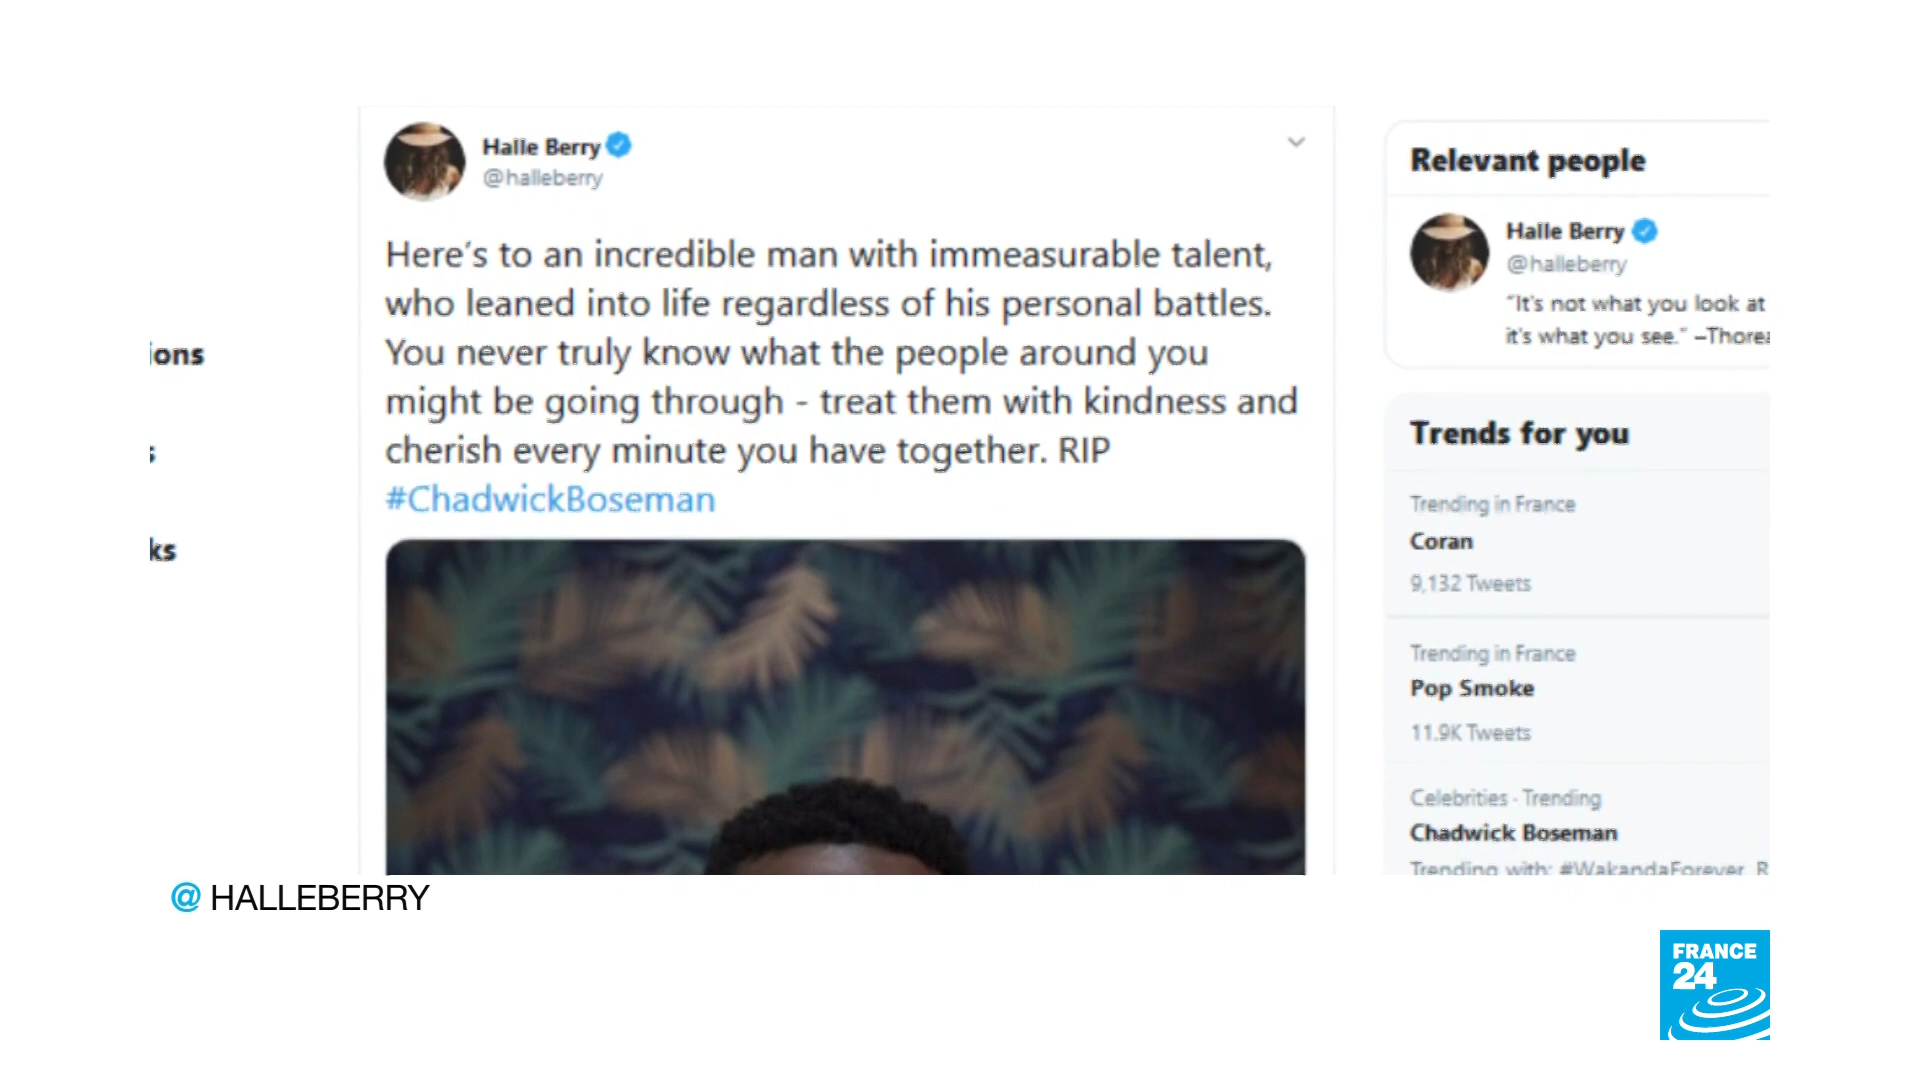 Halle Berry
@halleberry
Here's to an incredible man with immeasurable talent,
who leaned into life regardless of his personal battles.
You never truly know what the people around you
might be going through - treat them with kindness and
cherish every minute you have together. RIP
#ChadwickBoseman
ions
s
ks
Relevant people
Halle Berry
@halleberry
"It's not what you look at
it's what you see." –Thorea
Trends for you
Trending in France
Coran
9,132 Tweets
Trending in France
Pop Smoke
11.9K Tweets
Celebrities · Trending
Chadwick Boseman
Trending with: #WakandaForever, R
@ HALLEBERRY
FRANCE
24